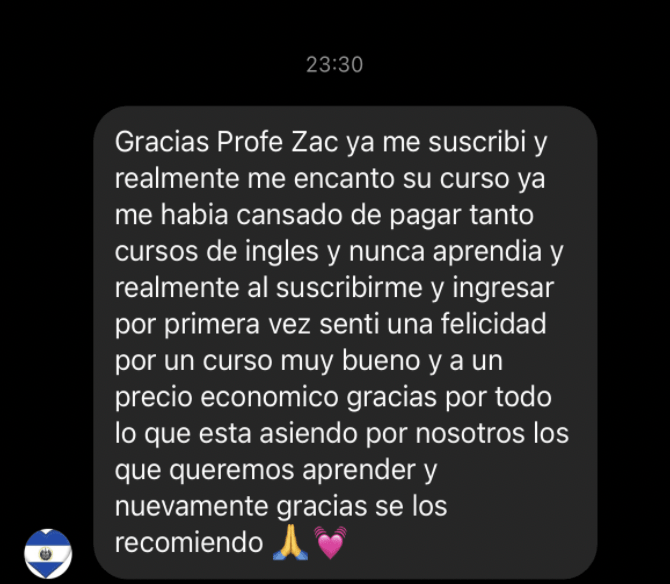 23:30
Gracias Profe Zac ya me suscribi y
realmente me encanto su curso ya
me habia cansado de pagar tanto
cursos de ingles y nunca aprendia y
realmente al suscribirme y ingresar
por primera vez senti una felicidad
por un curso muy bueno y a un
precio economico gracias por todo
lo que esta asiendo por nosotros los
que queremos aprender y
nuevamente gracias se los
recomiendo 🙏💓